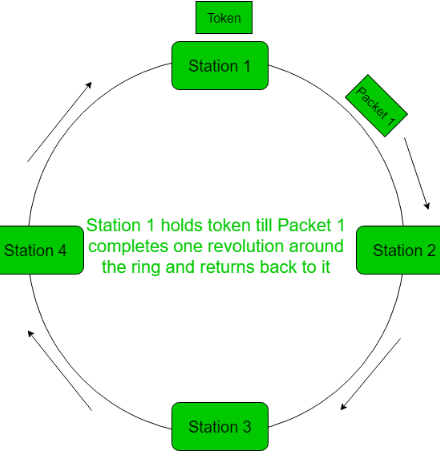 Token
Station 1
Packet 1
Station 4
Station 1 holds token till Packet 1
completes one revolution around
the ring and returns back to it
Station 2
Station 3